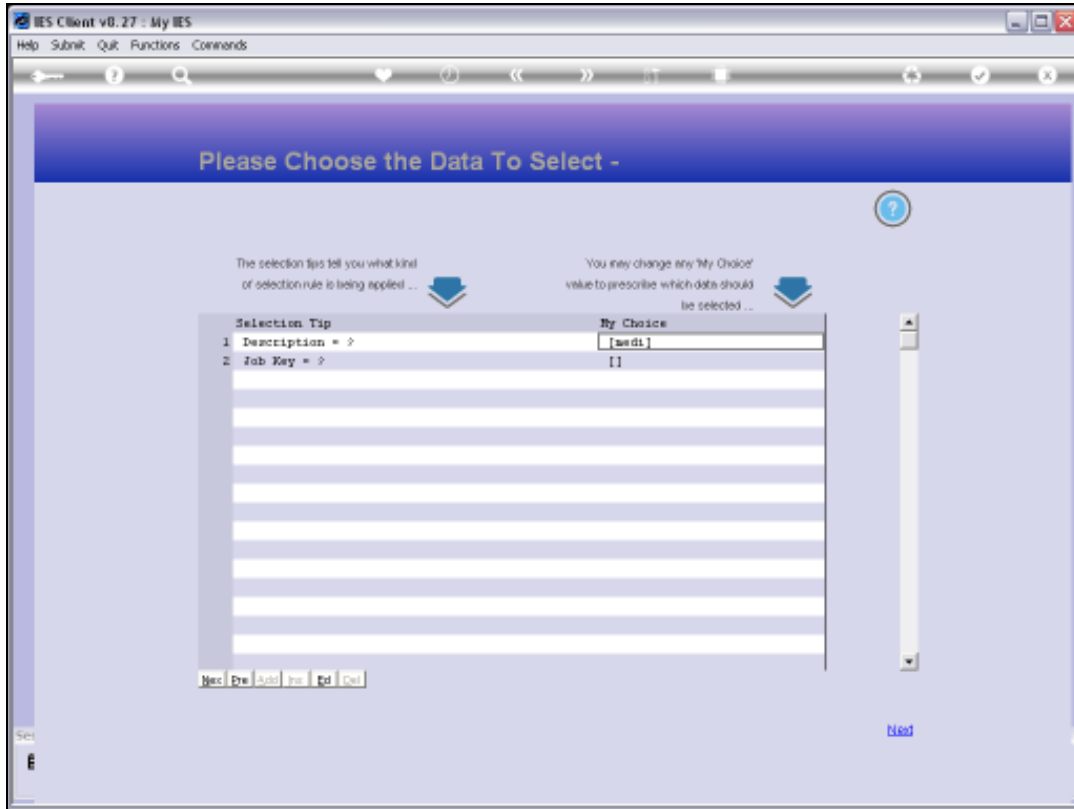 IES Client v8.27 : My IES
Help Submit Quit Functions Commands
Please Choose the Data To Select -
The selection tips tell you what kind
of selection rule is being applied ...
You may change any 'My Choice'
value to prescribe which data should
be selected ...
Selection Tip My Choice
1 Description = ? [medi]
2 Job Key = ? []
Nex Pre Add Ins Ed Del
Next